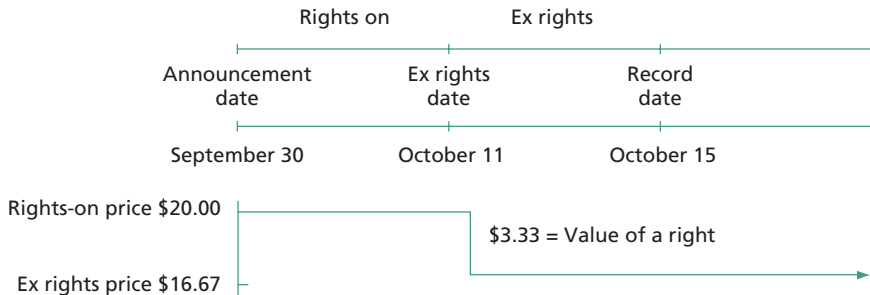 Rights on Ex rights
Announcement date Ex rights date Record date
September 30 October 11 October 15
Rights-on price $20.00
$3.33 = Value of a right
Ex rights price $16.67